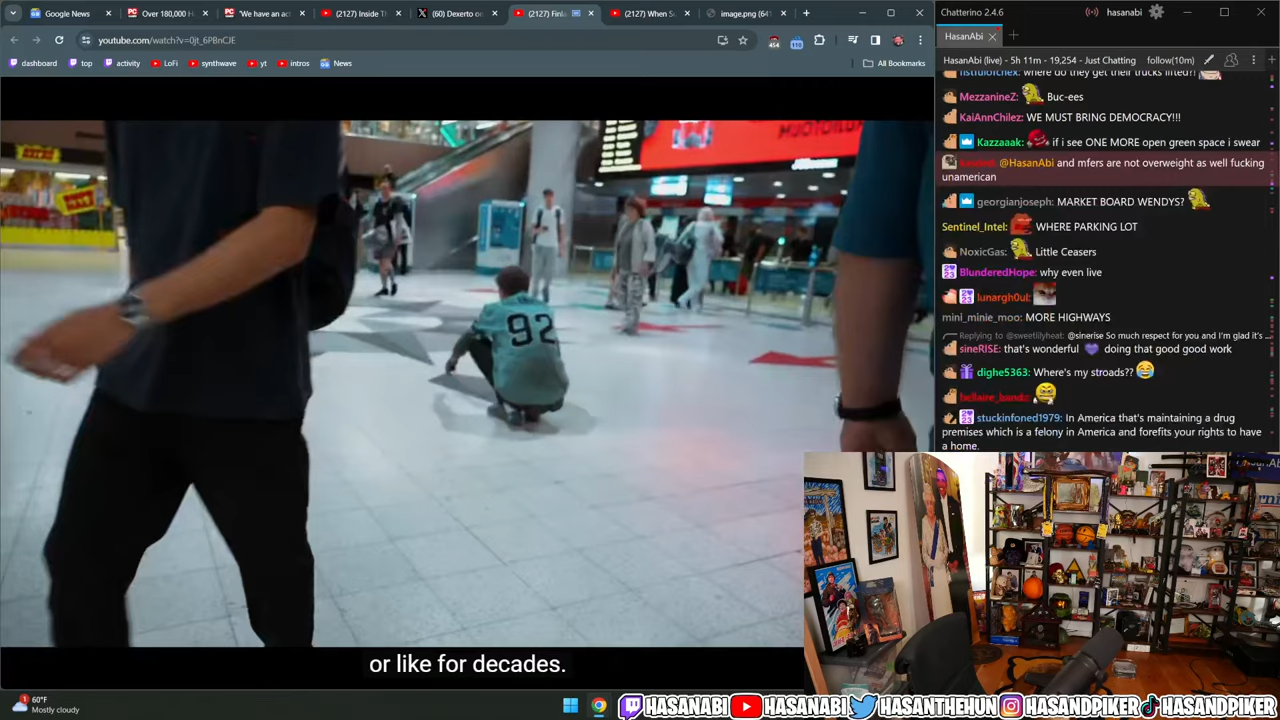 Google News
Over 180,000 H
"We have an act
(2127) Inside Th
(60) Dexerto or
(2127) Finla
(2127) When S
image.png (641
youtube.com/watch?v=0jt_6PBnCJE
454
110
dashboard
top
activity
LoFi
synthwave
yt
intros
News
All Bookmarks
92
or like for decades.
Chatterino 2.4.6
hasanabi
HasanAbi
HasanAbi (live) - 5h 11m - 19,254 - Just Chatting
follow(10m)
fistfulofchex: where do they get their trucks lifted?!
MezzanineZ: Buc-ees
KaiAnnChilez: WE MUST BRING DEMOCRACY!!!
Kazzaaak: if i see ONE MORE open green space i swear
@HasanAbi and mfers are not overweight as well fucking
unamerican
georgianjoseph: MARKET BOARD WENDYS?
Sentinel_Intel: WHERE PARKING LOT
NoxicGas: Little Ceasers
BlunderedHope: why even live
lunargh0ul:
mini_minie_moo: MORE HIGHWAYS
Replying to @sweetlilyheat: @sinerise So much respect for you and I'm glad it's...
sineRISE: that's wonderful doing that good good work
dighe5363: Where's my stroads??
stuckinfoned1979: In America that's maintaining a drug
premises which is a felony in America and forefits your rights to have
a home.
1
60°F
Mostly cloudy
HASANABI
HASANABI
HASANTHEHUN
HASANDPIKER
HASANDPIKER